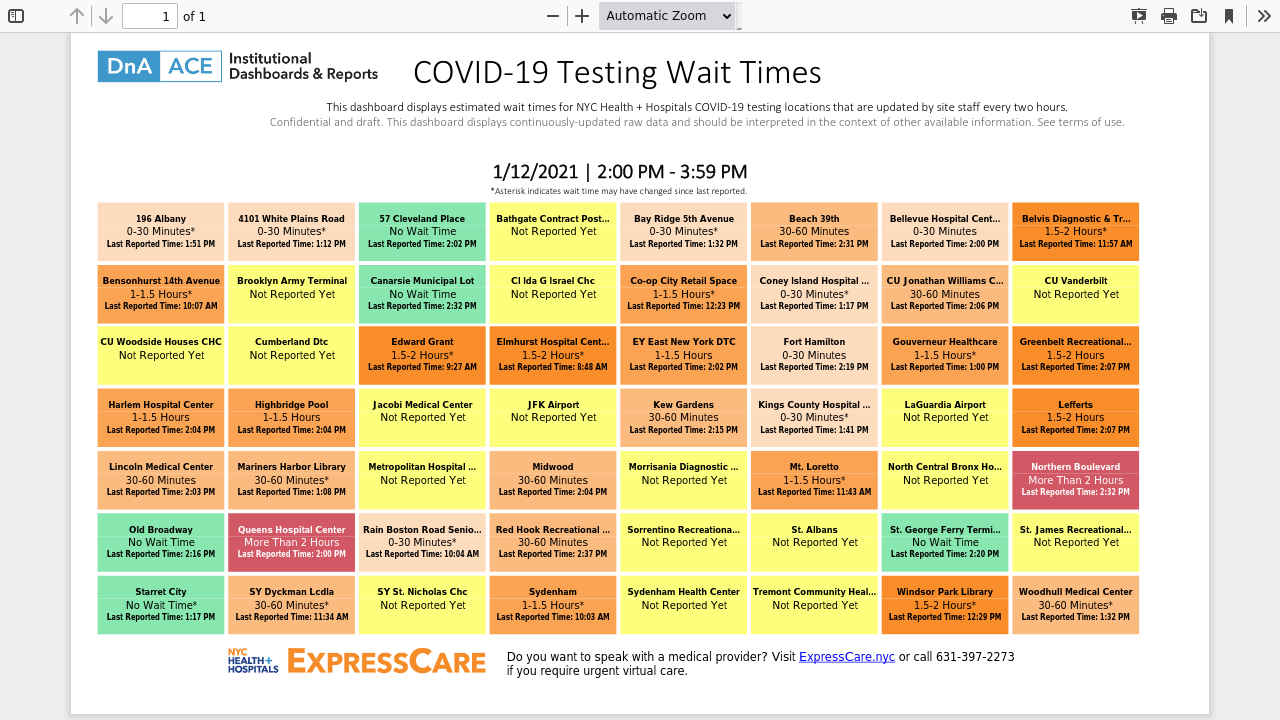 1
of 1
Automatic Zoom
DnA ACE Institutional
Dashboards & Reports
COVID-19 Testing Wait Times
This dashboard displays estimated wait times for NYC Health + Hospitals COVID-19 testing locations that are updated by site staff every two hours.
Confidential and draft. This dashboard displays continuously-updated raw data and should be interpreted in the context of other available information. See terms of use.
1/12/2021 | 2:00 PM - 3:59 PM
*Asterisk indicates wait time may have changed since last reported.
196 Albany
0-30 Minutes*
Last Reported Time: 1:51 PM
4101 White Plains Road
0-30 Minutes*
Last Reported Time: 1:12 PM
57 Cleveland Place
No Wait Time
Last Reported Time: 2:02 PM
Bathgate Contract Post...
Not Reported Yet
Bay Ridge 5th Avenue
0-30 Minutes*
Last Reported Time: 1:32 PM
Beach 39th
30-60 Minutes
Last Reported Time: 2:31 PM
Bellevue Hospital Cent...
0-30 Minutes
Last Reported Time: 2:00 PM
Belvis Diagnostic & Tr...
1.5-2 Hours*
Last Reported Time: 11:57 AM
Bensonhurst 14th Avenue
1-1.5 Hours*
Last Reported Time: 10:07 AM
Brooklyn Army Terminal
Not Reported Yet
Canarsie Municipal Lot
No Wait Time
Last Reported Time: 2:32 PM
Cl Ida G Israel Chc
Not Reported Yet
Co-op City Retail Space
1-1.5 Hours*
Last Reported Time: 12:23 PM
Coney Island Hospital ...
0-30 Minutes*
Last Reported Time: 1:17 PM
CU Jonathan Williams C...
30-60 Minutes
Last Reported Time: 2:06 PM
CU Vanderbilt
Not Reported Yet
CU Woodside Houses CHC
Not Reported Yet
Cumberland Dtc
Not Reported Yet
Edward Grant
1.5-2 Hours*
Last Reported Time: 9:27 AM
Elmhurst Hospital Cent...
1.5-2 Hours*
Last Reported Time: 8:48 AM
EY East New York DTC
1-1.5 Hours
Last Reported Time: 2:02 PM
Fort Hamilton
0-30 Minutes
Last Reported Time: 2:19 PM
Gouverneur Healthcare
1-1.5 Hours*
Last Reported Time: 1:00 PM
Greenbelt Recreational...
1.5-2 Hours
Last Reported Time: 2:07 PM
Harlem Hospital Center
1-1.5 Hours
Last Reported Time: 2:04 PM
Highbridge Pool
1-1.5 Hours
Last Reported Time: 2:04 PM
Jacobi Medical Center
Not Reported Yet
JFK Airport
Not Reported Yet
Kew Gardens
30-60 Minutes
Last Reported Time: 2:15 PM
Kings County Hospital ...
0-30 Minutes*
Last Reported Time: 1:41 PM
LaGuardia Airport
Not Reported Yet
Lefferts
1.5-2 Hours
Last Reported Time: 2:07 PM
Lincoln Medical Center
30-60 Minutes
Last Reported Time: 2:03 PM
Mariners Harbor Library
30-60 Minutes*
Last Reported Time: 1:08 PM
Metropolitan Hospital ...
Not Reported Yet
Midwood
30-60 Minutes
Last Reported Time: 2:04 PM
Morrisania Diagnostic ...
Not Reported Yet
Mt. Loretto
1-1.5 Hours*
Last Reported Time: 11:43 AM
North Central Bronx Ho...
Not Reported Yet
Northern Boulevard
More Than 2 Hours
Last Reported Time: 2:32 PM
Old Broadway
No Wait Time
Last Reported Time: 2:16 PM
Queens Hospital Center
More Than 2 Hours
Last Reported Time: 2:00 PM
Rain Boston Road Senio...
0-30 Minutes*
Last Reported Time: 10:04 AM
Red Hook Recreational ...
30-60 Minutes
Last Reported Time: 2:37 PM
Sorrentino Recreationa...
Not Reported Yet
St. Albans
Not Reported Yet
St. George Ferry Termi...
No Wait Time
Last Reported Time: 2:20 PM
St. James Recreational...
Not Reported Yet
Starret City
No Wait Time*
Last Reported Time: 1:17 PM
SY Dyckman Lcdla
30-60 Minutes*
Last Reported Time: 11:34 AM
SY St. Nicholas Chc
Not Reported Yet
Sydenham
1-1.5 Hours*
Last Reported Time: 10:03 AM
Sydenham Health Center
Not Reported Yet
Tremont Community Heal...
Not Reported Yet
Windsor Park Library
1.5-2 Hours*
Last Reported Time: 12:29 PM
Woodhull Medical Center
30-60 Minutes*
Last Reported Time: 1:32 PM
NYC
HEALTH+
HOSPITALS
EXPRESSCARE
Do you want to speak with a medical provider? Visit ExpressCare.nyc or call 631-397-2273
if you require urgent virtual care.